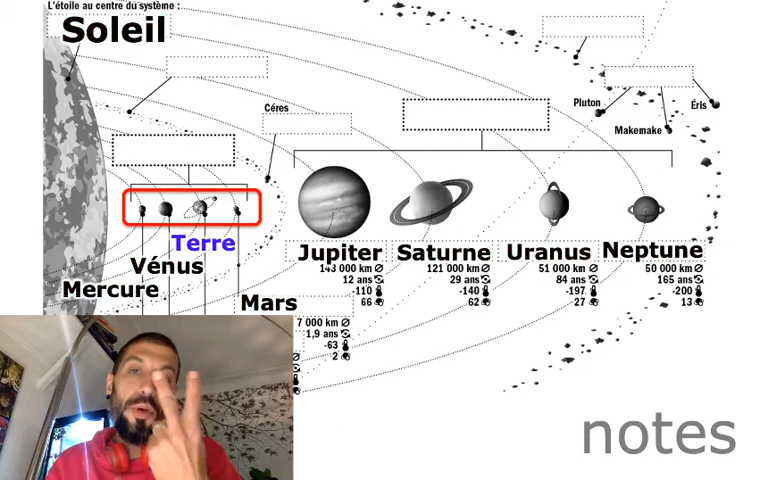 L'étoile au centre du système :
Soleil
Céres
Pluton
Éris
Makemake
Terre
Vénus
Mercure
Mars
Jupiter
Saturne
Uranus
Neptune
143 000 km
12 ans
-110
66
121 000 km
29 ans
-140
62
51 000 km
84 ans
-197
27
50 000 km
165 ans
-200
13
7 000 km
1,9 ans
-63
2
notes